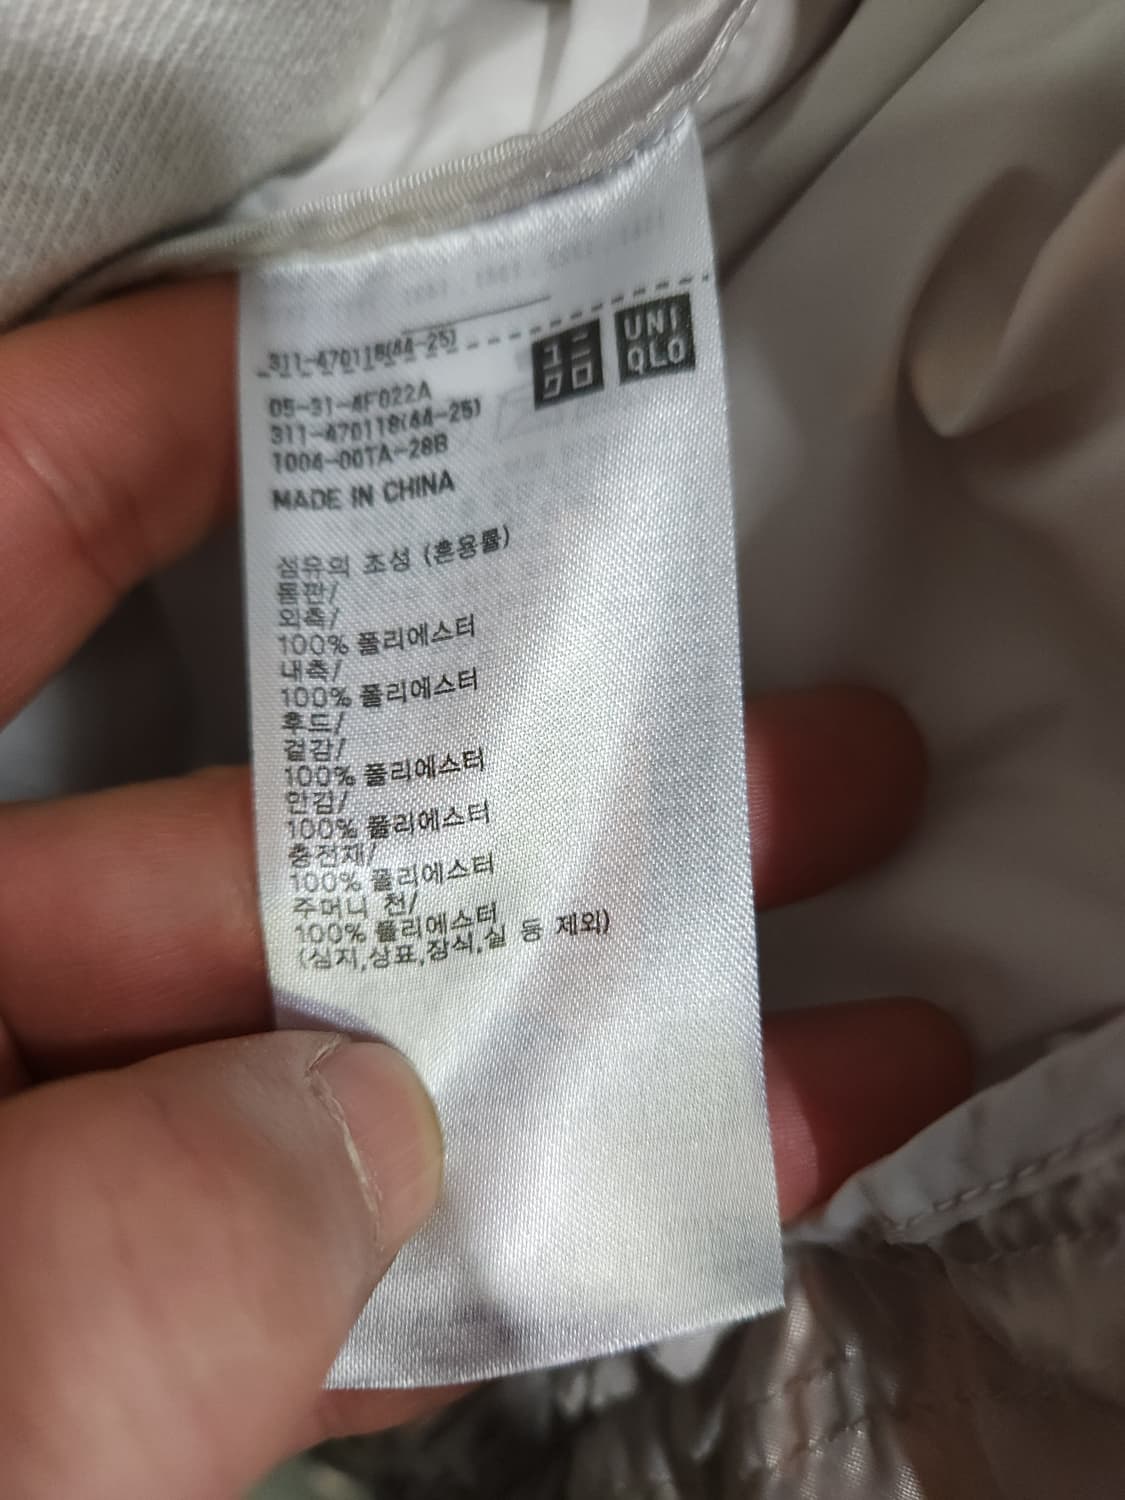 311-470118(44-25)
ユニ
クロ
UNI
QLO
05-31-4F022A
311-470118(44-25)
1004-00TA-28B
MADE IN CHINA
섬유의 조성 (혼용률)
몸판/
외측/
100% 폴리에스터
내측/
100% 폴리에스터
후드/
겉감/
100% 폴리에스터
안감/
100% 폴리에스터
충전재/
100% 폴리에스터
주머니 천/
100% 폴리에스터
(심지,상표,장식,실 등 제외)